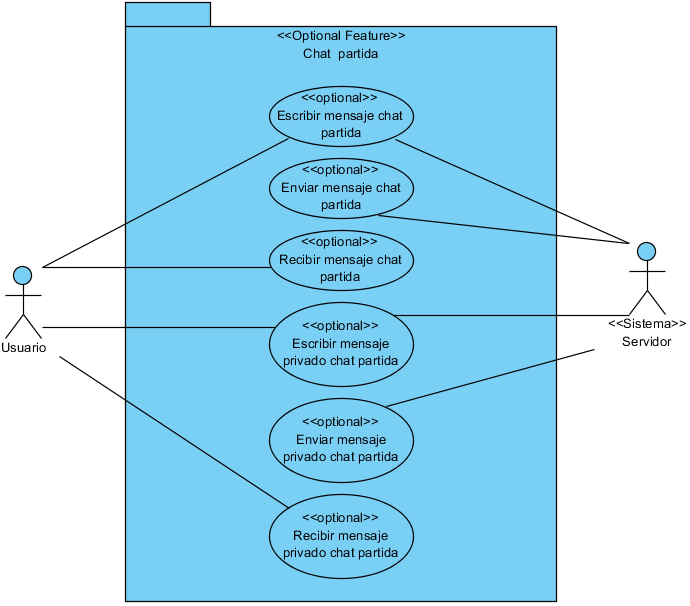 <<Optional Feature>>
Chat partida
<<optional>>
Escribir mensaje chat
partida
<<optional>>
Enviar mensaje chat
partida
<<optional>>
Recibir mensaje chat
partida
<<optional>>
Escribir mensaje
privado chat partida
<<optional>>
Enviar mensaje
privado chat partida
<<optional>>
Recibir mensaje
privado chat partida
Usuario
<<Sistema>>
Servidor